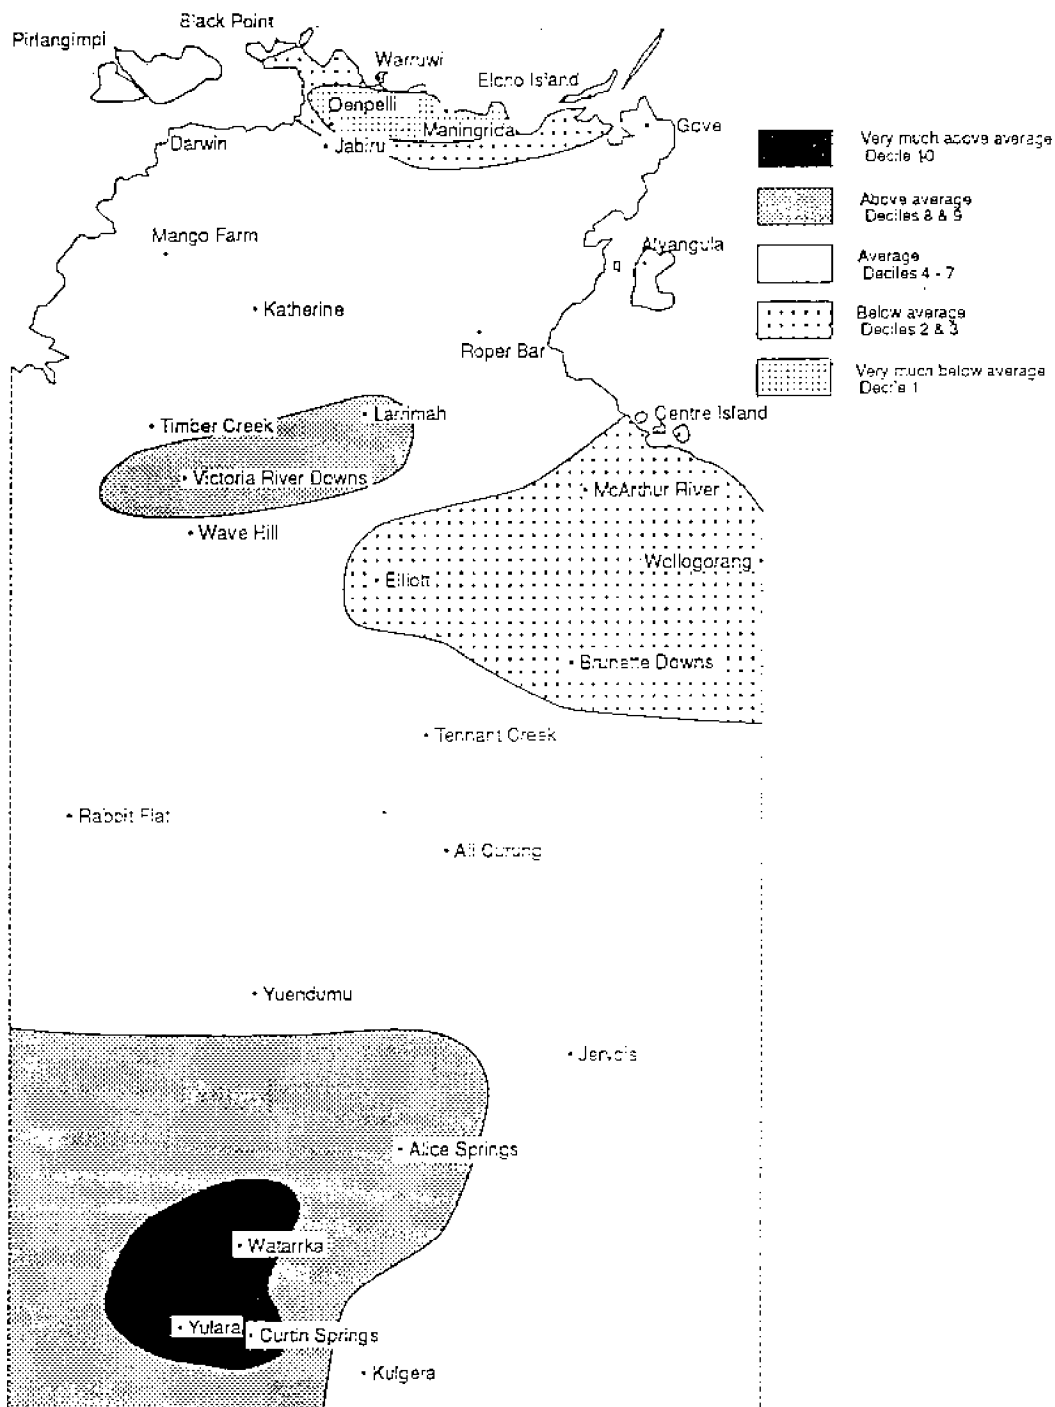 Black Point
Pirlangimpi
Warruwi
Elcho Island
Oenpelli
Maningrida
Gove
Darwin
Jabiru
Very much above average
Decile 10
Above average
Deciles 8 & 9
Mango Farm
Alyangula
Average
Deciles 4 - 7
Katherine
Below average
Deciles 2 & 3
Roper Bar
Very much below average
Decile 1
Larrimah
Centre Island
Timber Creek
Victoria River Downs
McArthur River
Wave Hill
Wollogorang
Elliott
Brunette Downs
Tennant Creek
Rabbit Flat
Ali Curung
Yuendumu
Jervois
Alice Springs
Watarrka
Yulara
Curtin Springs
Kulgera